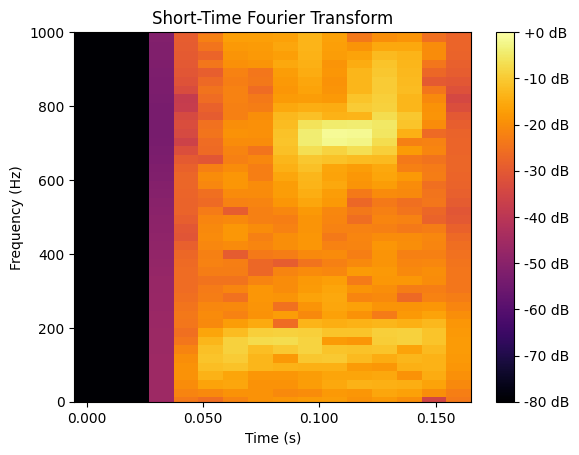 Short-Time Fourier Transform
1000
800
600
400
200
0
Frequency (Hz)
0.000
0.050
0.100
0.150
Time (s)
+0 dB
-10 dB
-20 dB
-30 dB
-40 dB
-50 dB
-60 dB
-70 dB
-80 dB